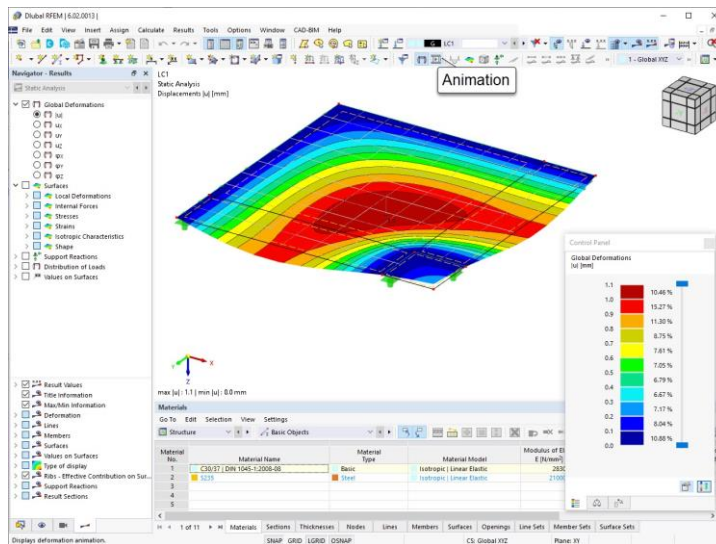 Dlubal RFEM | 6.02.0013 |
File Edit View Insert Assign Calculate Results Tools Options Window CAD-BIM Help
G LC1
1 - Global XYZ
Navigator - Results
Static Analysis
Global Deformations
|u|
uX
uY
uZ
φX
φY
φZ
Surfaces
Local Deformations
Internal Forces
Stresses
Strains
Isotropic Characteristics
Shape
Support Reactions
Distribution of Loads
Values on Surfaces
Result Values
Title Information
Max/Min Information
Deformation
Lines
Members
Surfaces
Values on Surfaces
Type of display
Ribs - Effective Contribution on Sur...
Support Reactions
Result Sections
LC1
Static Analysis
Displacements |u| [mm]
Animation
X
Y
Z
max |u| : 1.1 | min |u| : 0.0 mm
Control Panel
Global Deformations
|u| [mm]
1.1
1.0 10.46 %
0.9 15.27 %
0.8 11.30 %
0.7 8.75 %
0.6 7.61 %
0.5 7.05 %
0.4 6.79 %
0.3 6.67 %
0.2 7.17 %
0.1 8.04 %
0.0 10.88 %
Materials
Go To Edit Selection View Settings
Structure Basic Objects
Material No. Material Name Material Type Material Model Modulus of El E [N/mm²]
1 C30/37 | DIN 1045-1:2008-08 Basic Isotropic | Linear Elastic 2830
2 S235 Steel Isotropic | Linear Elastic 21000
3
4
5
1 of 11 Materials Sections Thicknesses Nodes Lines Members Surfaces Openings Line Sets Member Sets Surface Sets
Displays deformation animation. SNAP GRID LGRID OSNAP CS: Global XYZ Plane: XY